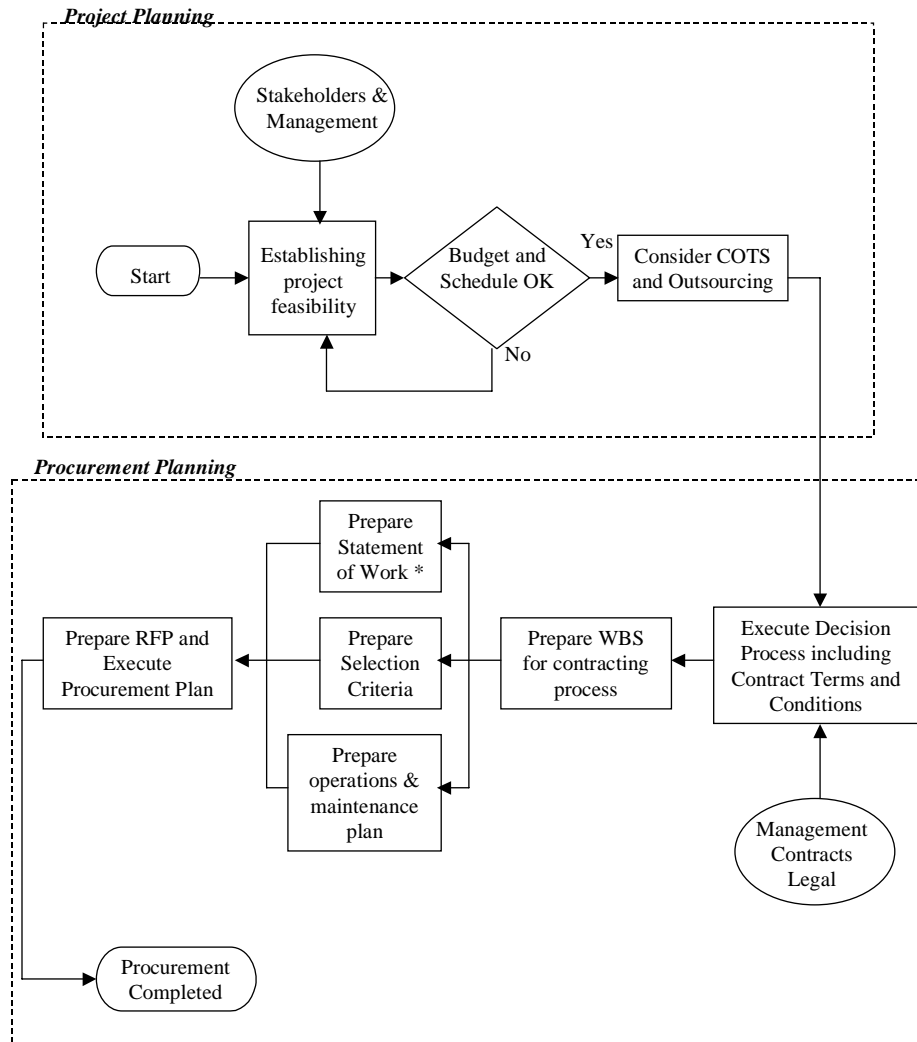 Project Planning
Stakeholders &
Management
Start
Establishing
project
feasibility
Budget and
Schedule OK
Yes
No
Consider COTS
and Outsourcing
Procurement Planning
Prepare
Statement
of Work *
Prepare RFP and
Execute
Procurement Plan
Prepare
Selection
Criteria
Prepare WBS
for contracting
process
Execute Decision
Process including
Contract Terms and
Conditions
Prepare
operations &
maintenance
plan
Management
Contracts
Legal
Procurement
Completed